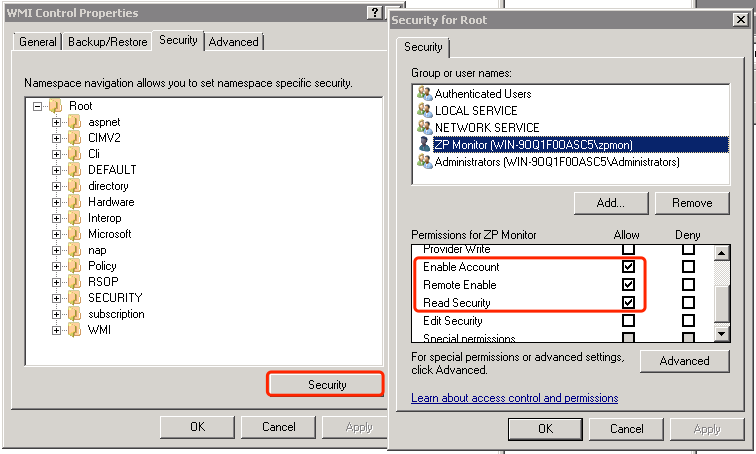 WMI Control Properties
?
General
Backup/Restore
Security
Advanced
Namespace navigation allows you to set namespace specific security.
Root
aspnet
CIMV2
Cli
DEFAULT
directory
Hardware
Interop
Microsoft
nap
Policy
RSOP
SECURITY
subscription
WMI
Security
OK
Cancel
Apply
Security for Root
Security
Group or user names:
Authenticated Users
LOCAL SERVICE
NETWORK SERVICE
ZP Monitor (WIN-9OQ1F0OASC5\zpmon)
Administrators (WIN-9OQ1F0OASC5\Administrators)
Add...
Remove
Permissions for ZP Monitor
Allow
Deny
Provider Write
Enable Account
Remote Enable
Read Security
Edit Security
Special permissions
For special permissions or advanced settings,
click Advanced.
Advanced
Learn about access control and permissions
OK
Cancel
Apply